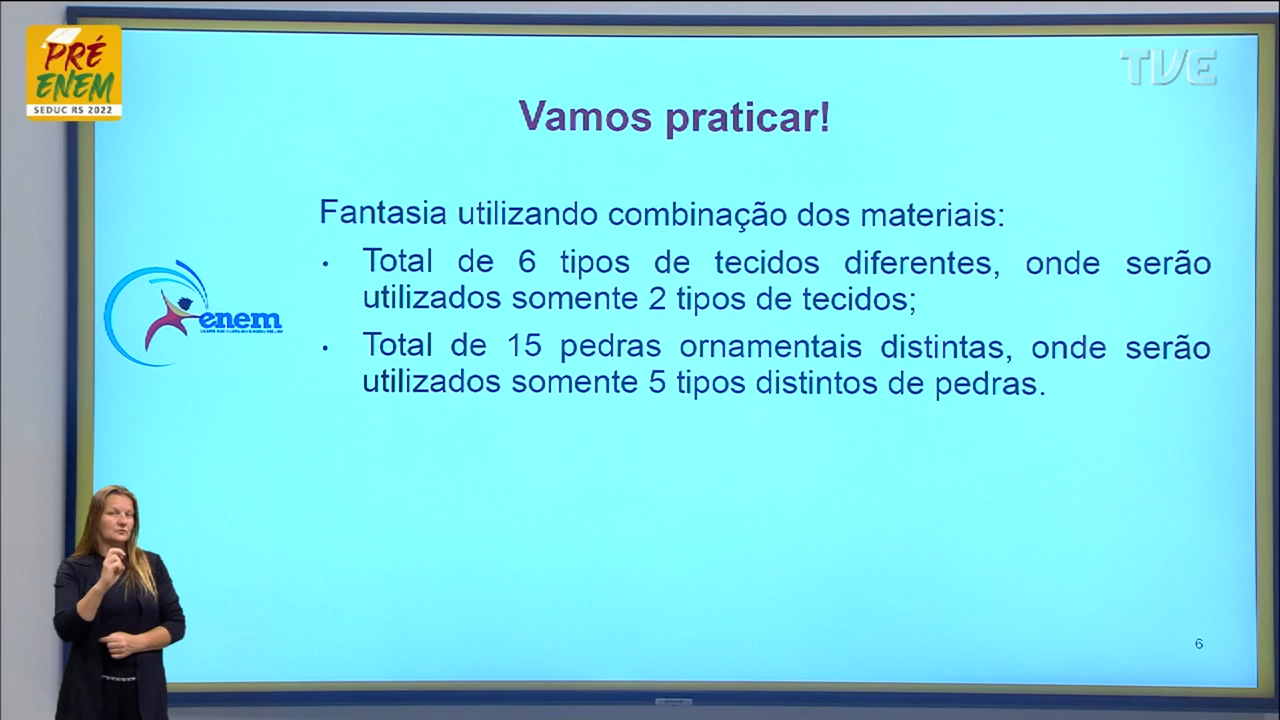 PRÉ
ENEM
SEDUC RS 2022
TVE
Vamos praticar!
Fantasia utilizando combinação dos materiais:
• Total de 6 tipos de tecidos diferentes, onde serão
utilizados somente 2 tipos de tecidos;
• Total de 15 pedras ornamentais distintas, onde serão
utilizados somente 5 tipos distintos de pedras.
enem
6